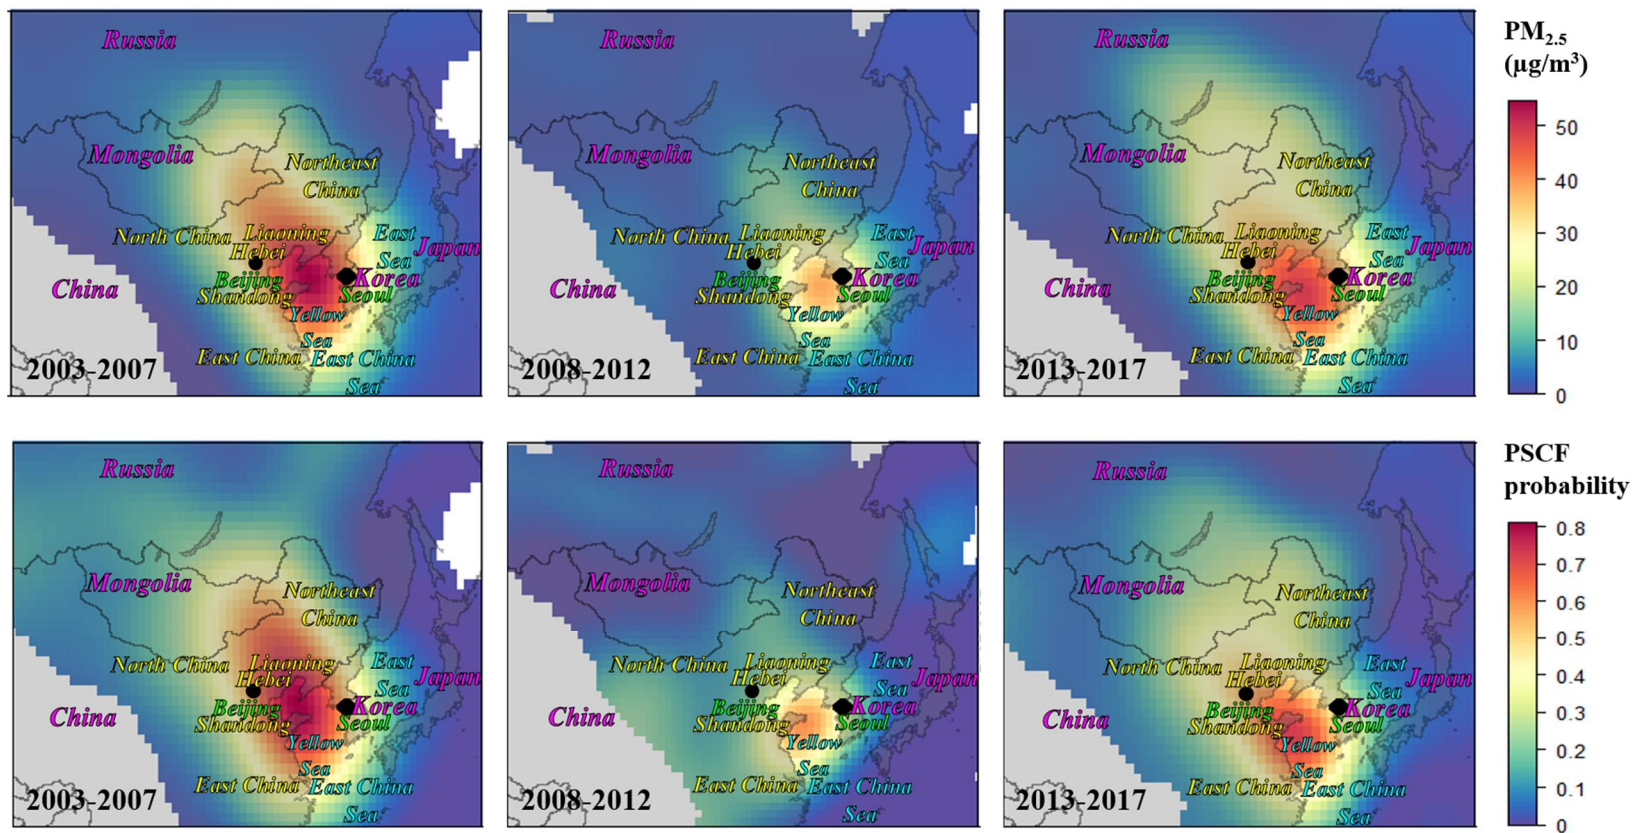 Russia
Mongolia
Northeast
China
North China
Liaoning
Hebei
East
Sea
Japan
Beijing
Korea
China
Shandong
Seoul
Yellow
Sea
East China
East China
Sea
2003-2007
Russia
Mongolia
Northeast
China
North China
Liaoning
Hebei
East
Sea
Japan
Beijing
Korea
China
Shandong
Seoul
Yellow
Sea
East China
East China
Sea
2008-2012
Russia
Mongolia
Northeast
China
North China
Liaoning
Hebei
East
Sea
Japan
Beijing
Korea
China
Shandong
Seoul
Yellow
Sea
East China
East China
Sea
2013-2017
PM2.5
(µg/m³)
50
40
30
20
10
0
Russia
Mongolia
Northeast
China
North China
Liaoning
Hebei
East
Sea
Japan
Beijing
Korea
China
Shandong
Seoul
Yellow
Sea
East China
East China
Sea
2003-2007
Russia
Mongolia
Northeast
China
North China
Liaoning
Hebei
East
Sea
Japan
Beijing
Korea
China
Shandong
Seoul
Yellow
Sea
East China
East China
Sea
2008-2012
Russia
Mongolia
Northeast
China
North China
Liaoning
Hebei
East
Sea
Japan
Beijing
Korea
China
Shandong
Seoul
Yellow
Sea
East China
East China
Sea
2013-2017
PSCF
probability
0.8
0.7
0.6
0.5
0.4
0.3
0.2
0.1
0